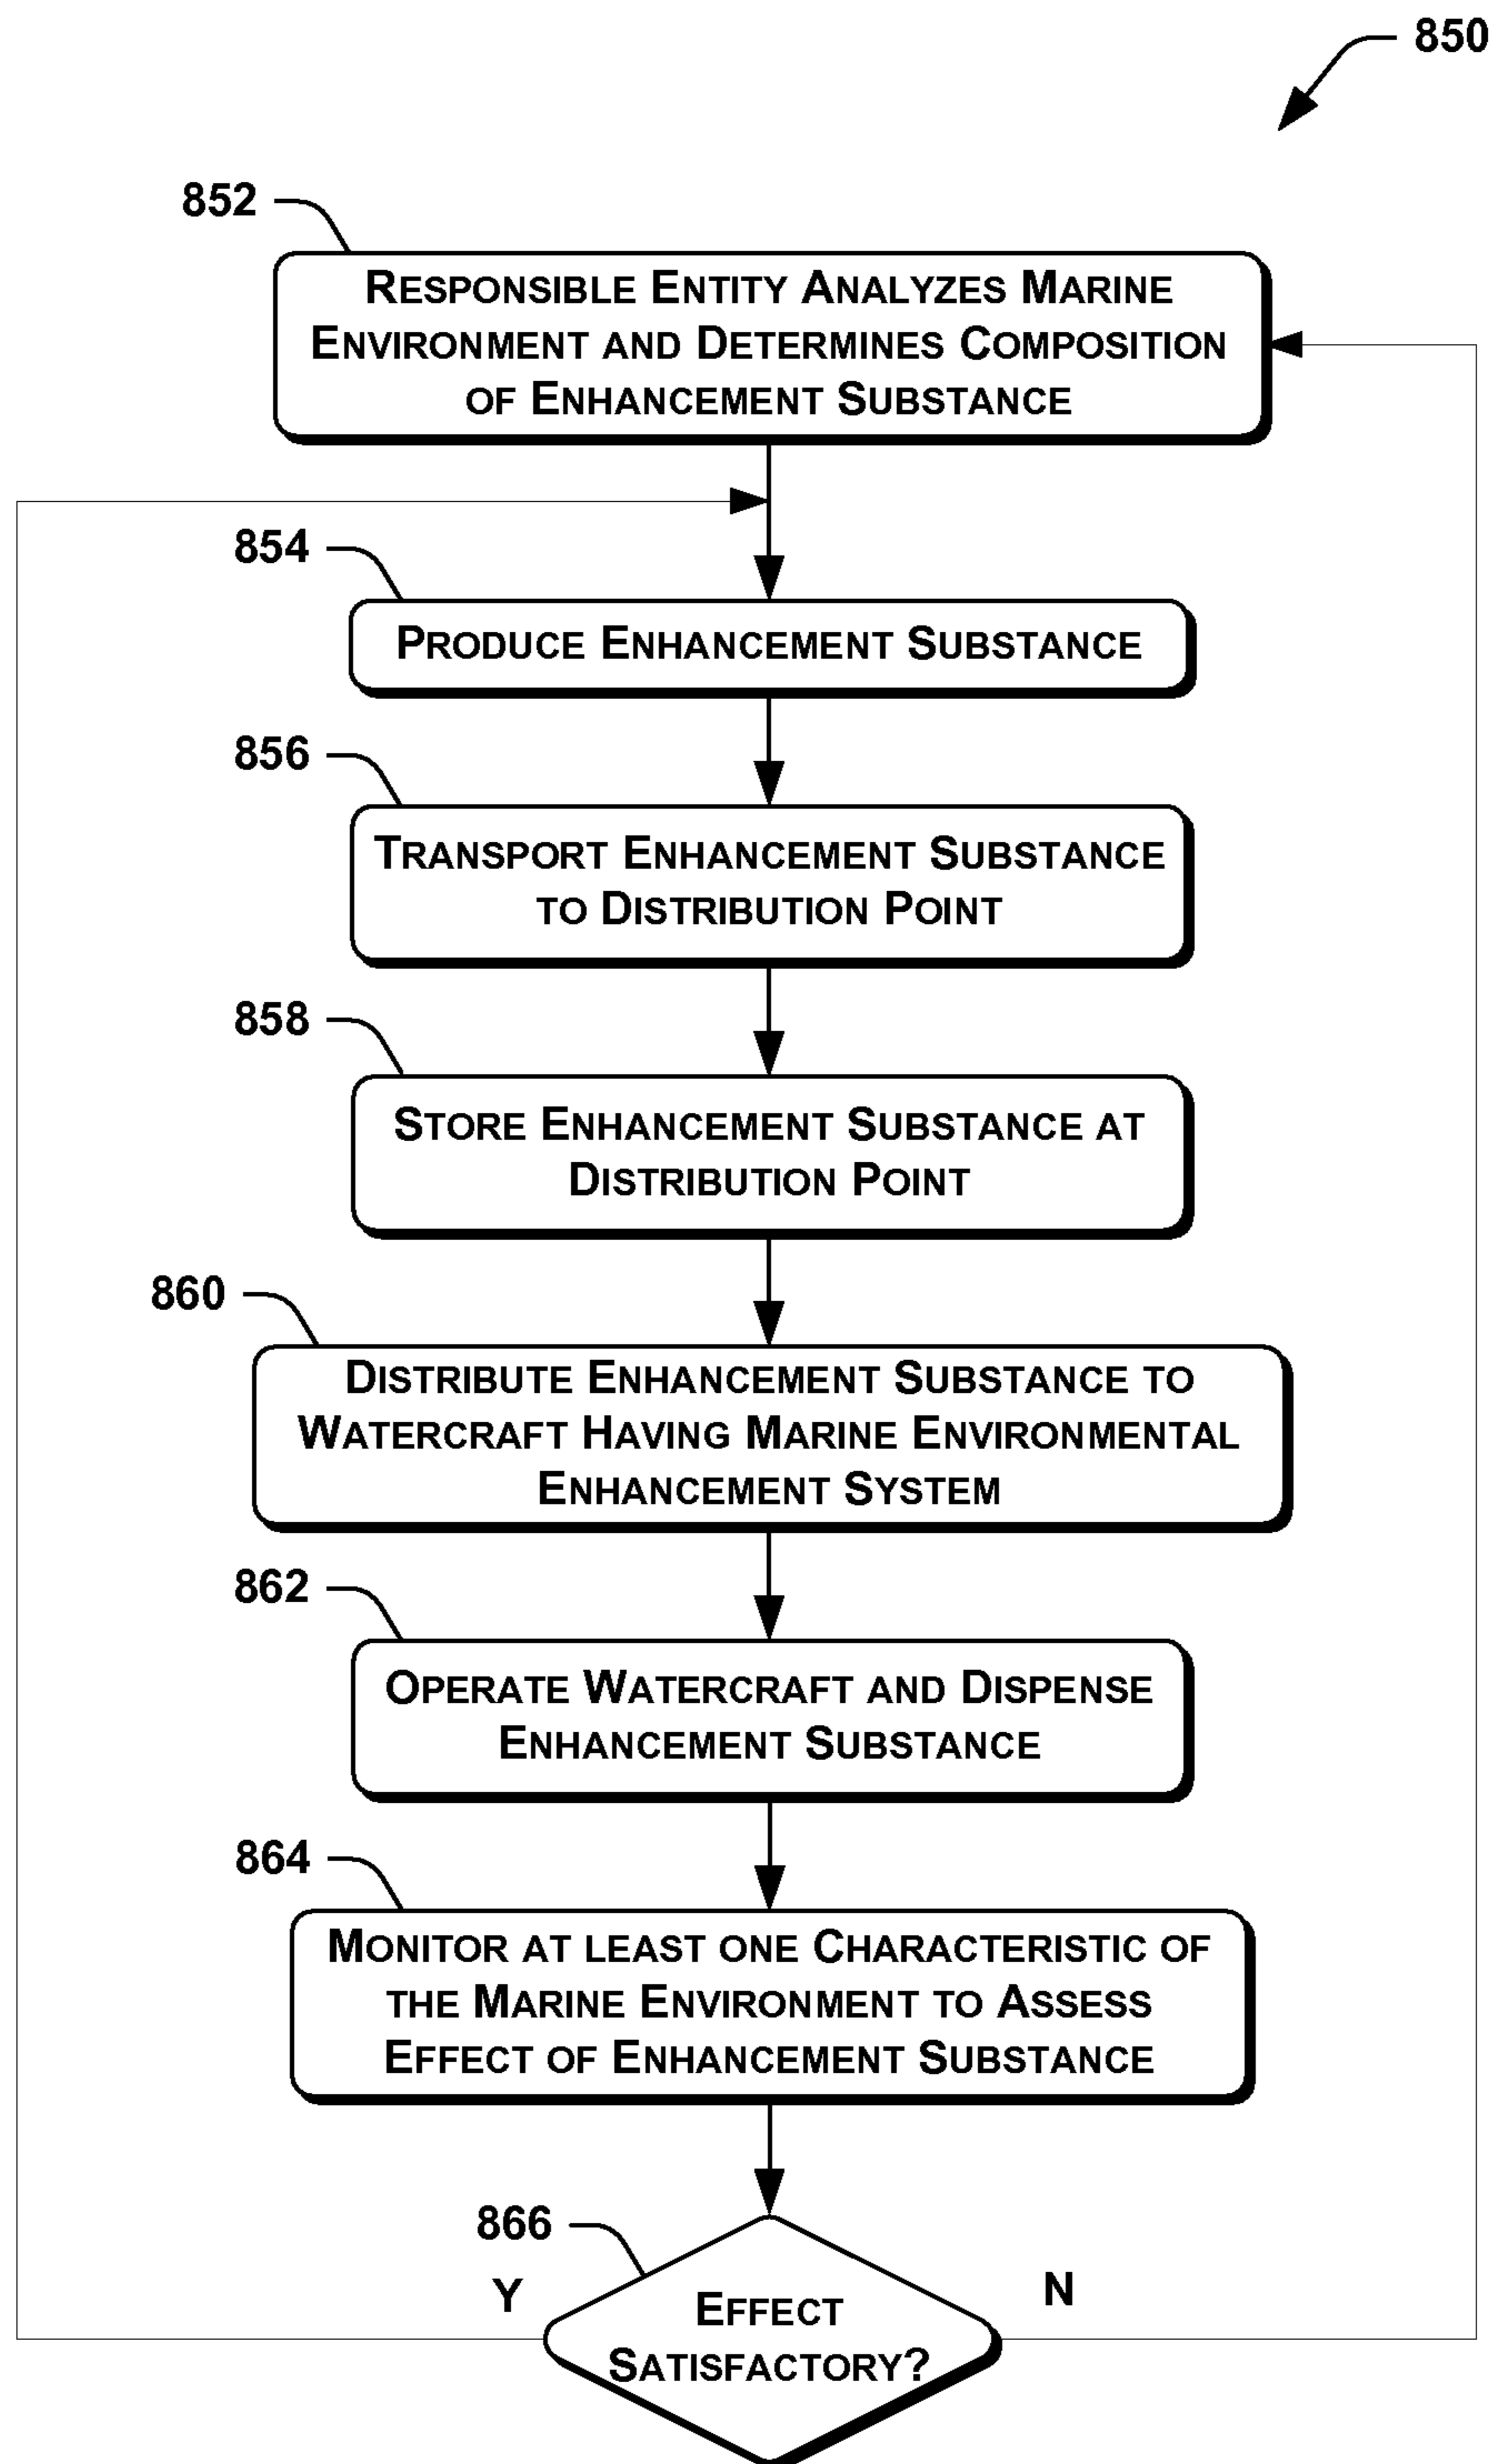 850
852
RESPONSIBLE ENTITY ANALYZES MARINE
ENVIRONMENT AND DETERMINES COMPOSITION
OF ENHANCEMENT SUBSTANCE
854
PRODUCE ENHANCEMENT SUBSTANCE
856
TRANSPORT ENHANCEMENT SUBSTANCE
TO DISTRIBUTION POINT
858
STORE ENHANCEMENT SUBSTANCE AT
DISTRIBUTION POINT
860
DISTRIBUTE ENHANCEMENT SUBSTANCE TO
WATERCRAFT HAVING MARINE ENVIRONMENTAL
ENHANCEMENT SYSTEM
862
OPERATE WATERCRAFT AND DISPENSE
ENHANCEMENT SUBSTANCE
864
MONITOR AT LEAST ONE CHARACTERISTIC OF
THE MARINE ENVIRONMENT TO ASSESS
EFFECT OF ENHANCEMENT SUBSTANCE
866
Y
N
EFFECT
SATISFACTORY?